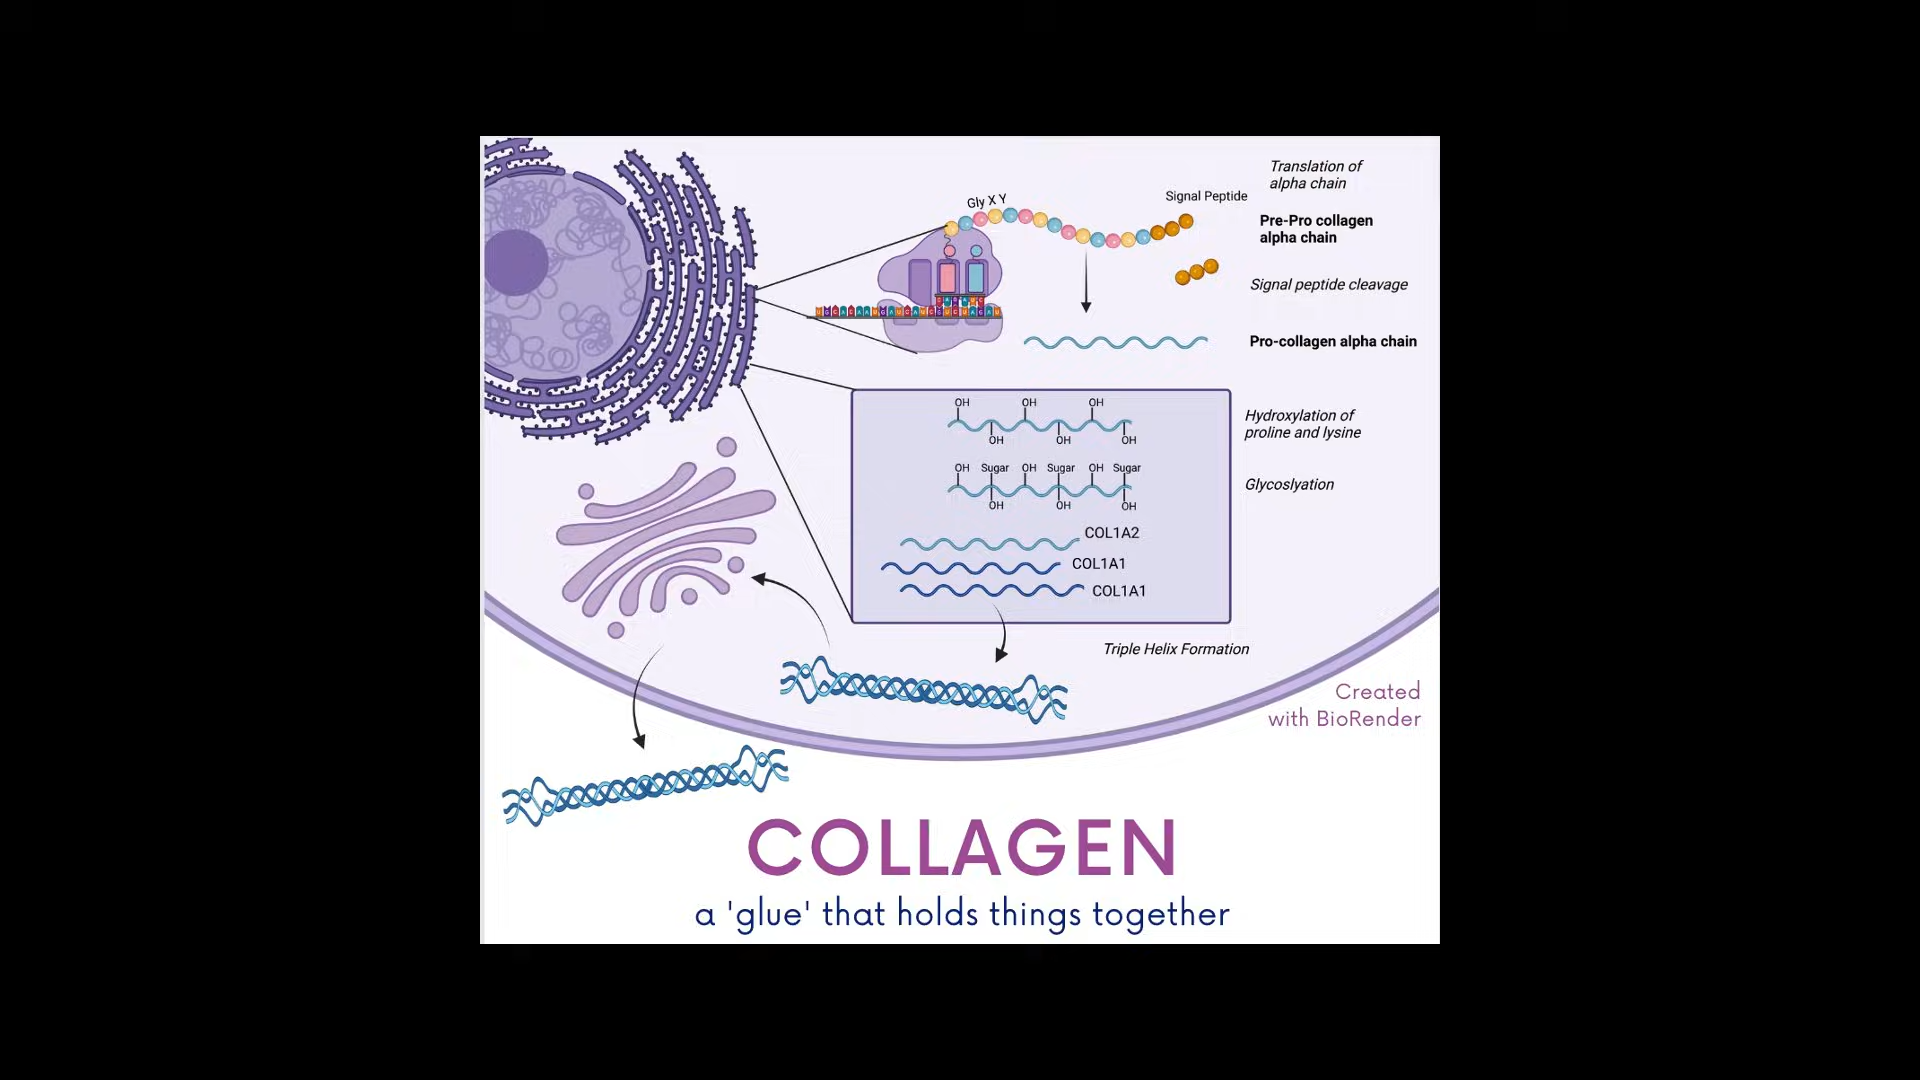 Translation of
alpha chain
Signal Peptide
Gly X Y
Pre-Pro collagen
alpha chain
Signal peptide cleavage
Pro-collagen alpha chain
OH OH OH
OH OH OH
Hydroxylation of
proline and lysine
OH Sugar OH Sugar OH Sugar
OH OH OH
Glycoslyation
COL1A2
COL1A1
COL1A1
Triple Helix Formation
Created
with BioRender
COLLAGEN
a 'glue' that holds things together